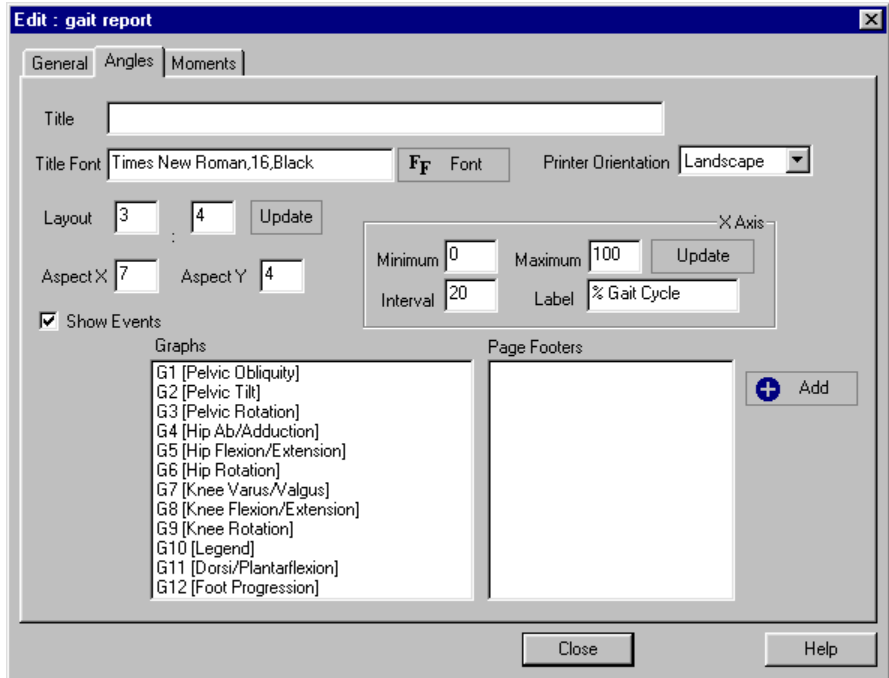 Edit : gait report
General Angles Moments
Title
Title Font Times New Roman,16,Black FF Font Printer Orientation Landscape
Layout 3 : 4 Update
X Axis
Minimum 0 Maximum 100 Update
Aspect X 7 Aspect Y 4
Interval 20 Label % Gait Cycle
Show Events
Graphs Page Footers
G1 [Pelvic Obliquity]
G2 [Pelvic Tilt]
G3 [Pelvic Rotation]
G4 [Hip Ab/Adduction]
G5 [Hip Flexion/Extension]
G6 [Hip Rotation]
G7 [Knee Varus/Valgus]
G8 [Knee Flexion/Extension]
G9 [Knee Rotation]
G10 [Legend]
G11 [Dorsi/Plantarflexion]
G12 [Foot Progression]
Add
Close Help